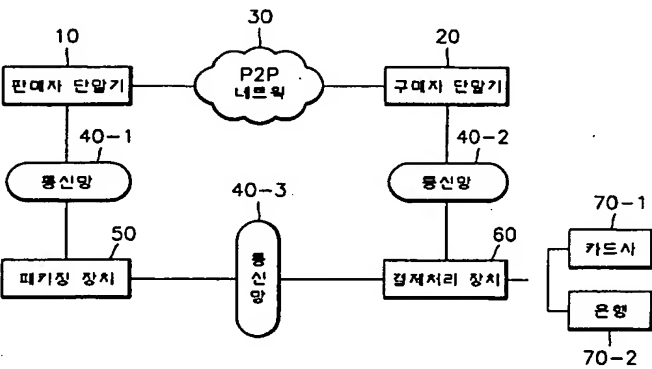 30
10
20
P2P
네트웍
판매자 단말기
구매자 단말기
40-1
40-2
통신망
통신망
40-3
70-1
50
60
카드사
통신망
패키징 장치
결제처리 장치
은행
70-2